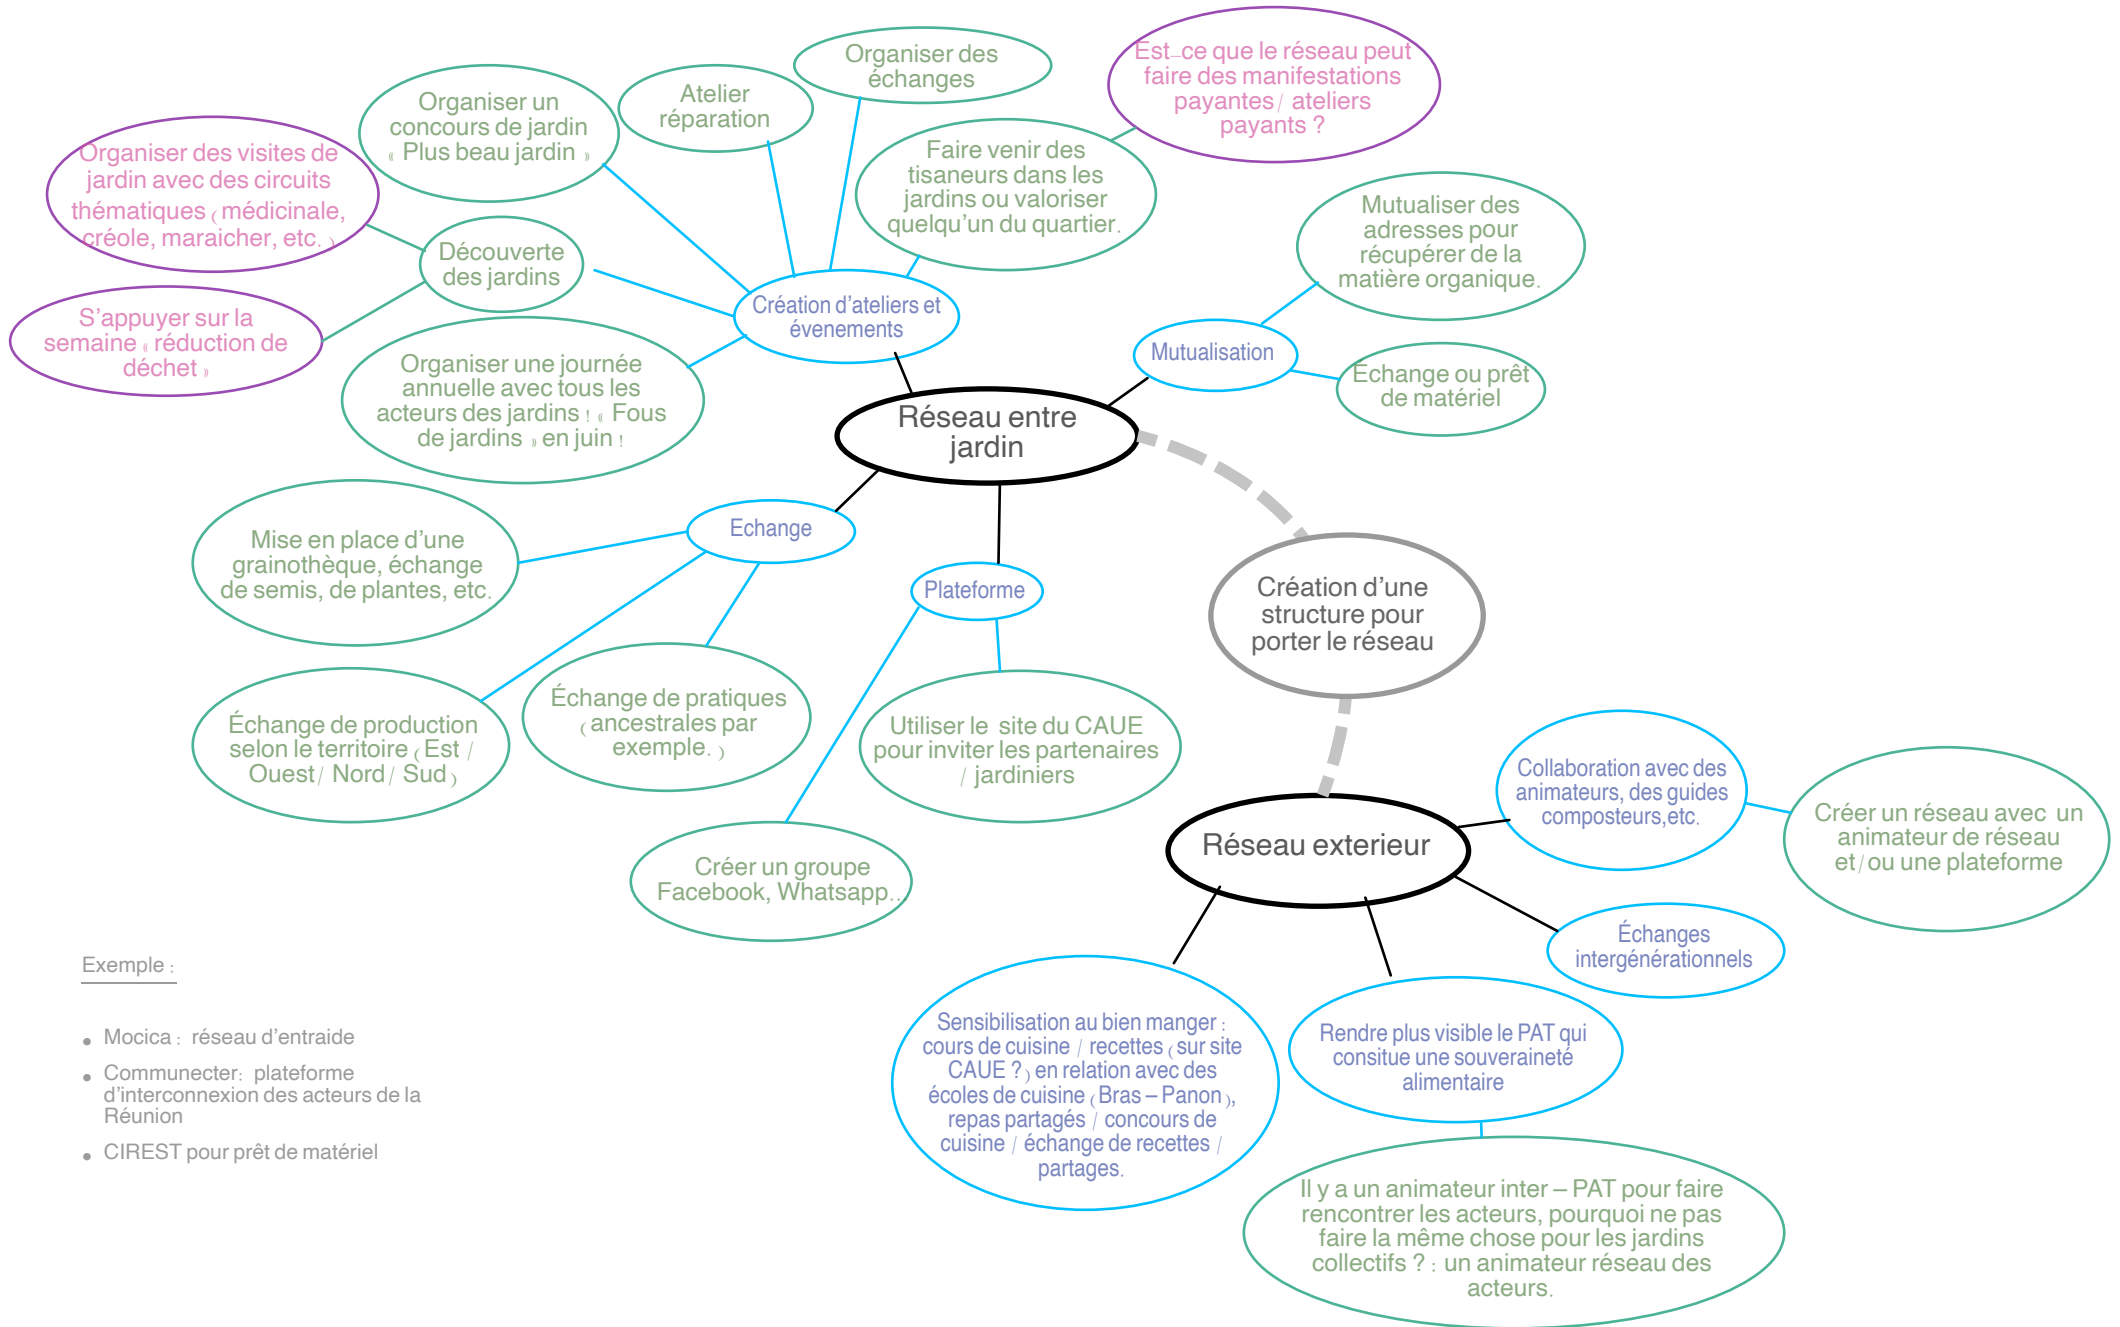 Est-ce que le réseau peut
faire des manifestations
payantes / ateliers
payants ?
Organiser des
échanges
Atelier
réparation
Organiser un
concours de jardin
« Plus beau jardin »
Organiser des visites de
jardin avec des circuits
thématiques (médicinale,
créole, maraicher, etc.)
Faire venir des
tisaneurs dans les
jardins ou valoriser
quelqu'un du quartier.
Mutualiser des
adresses pour
récupérer de la
matière organique.
Découverte
des jardins
S'appuyer sur la
semaine « réduction de
déchet »
Création d'ateliers et
évenements
Mutualisation
Organiser une journée
annuelle avec tous les
acteurs des jardins ! « Fous
de jardins » en juin !
Échange ou prêt
de matériel
Réseau entre
jardin
Echange
Mise en place d'une
grainothèque, échange
de semis, de plantes, etc.
Plateforme
Création d'une
structure pour
porter le réseau
Échange de production
selon le territoire (Est /
Ouest / Nord / Sud)
Échange de pratiques
(ancestrales par
exemple.)
Utiliser le site du CAUE
pour inviter les partenaires
/ jardiniers
Collaboration avec des
animateurs, des guides
composteurs,etc.
Créer un réseau avec un
animateur de réseau
et/ou une plateforme
Réseau exterieur
Créer un groupe
Facebook, Whatsapp...
Échanges
intergénérationnels
Exemple :
• Mocica : réseau d'entraide
• Communecter: plateforme
d'interconnexion des acteurs de la
Réunion
• CIREST pour prêt de matériel
Sensibilisation au bien manger :
cours de cuisine / recettes (sur site
CAUE ?) en relation avec des
écoles de cuisine (Bras – Panon),
repas partagés / concours de
cuisine / échange de recettes /
partages.
Rendre plus visible le PAT qui
consitue une souveraineté
alimentaire
Il y a un animateur inter – PAT pour faire
rencontrer les acteurs, pourquoi ne pas
faire la même chose pour les jardins
collectifs ? : un animateur réseau des
acteurs.